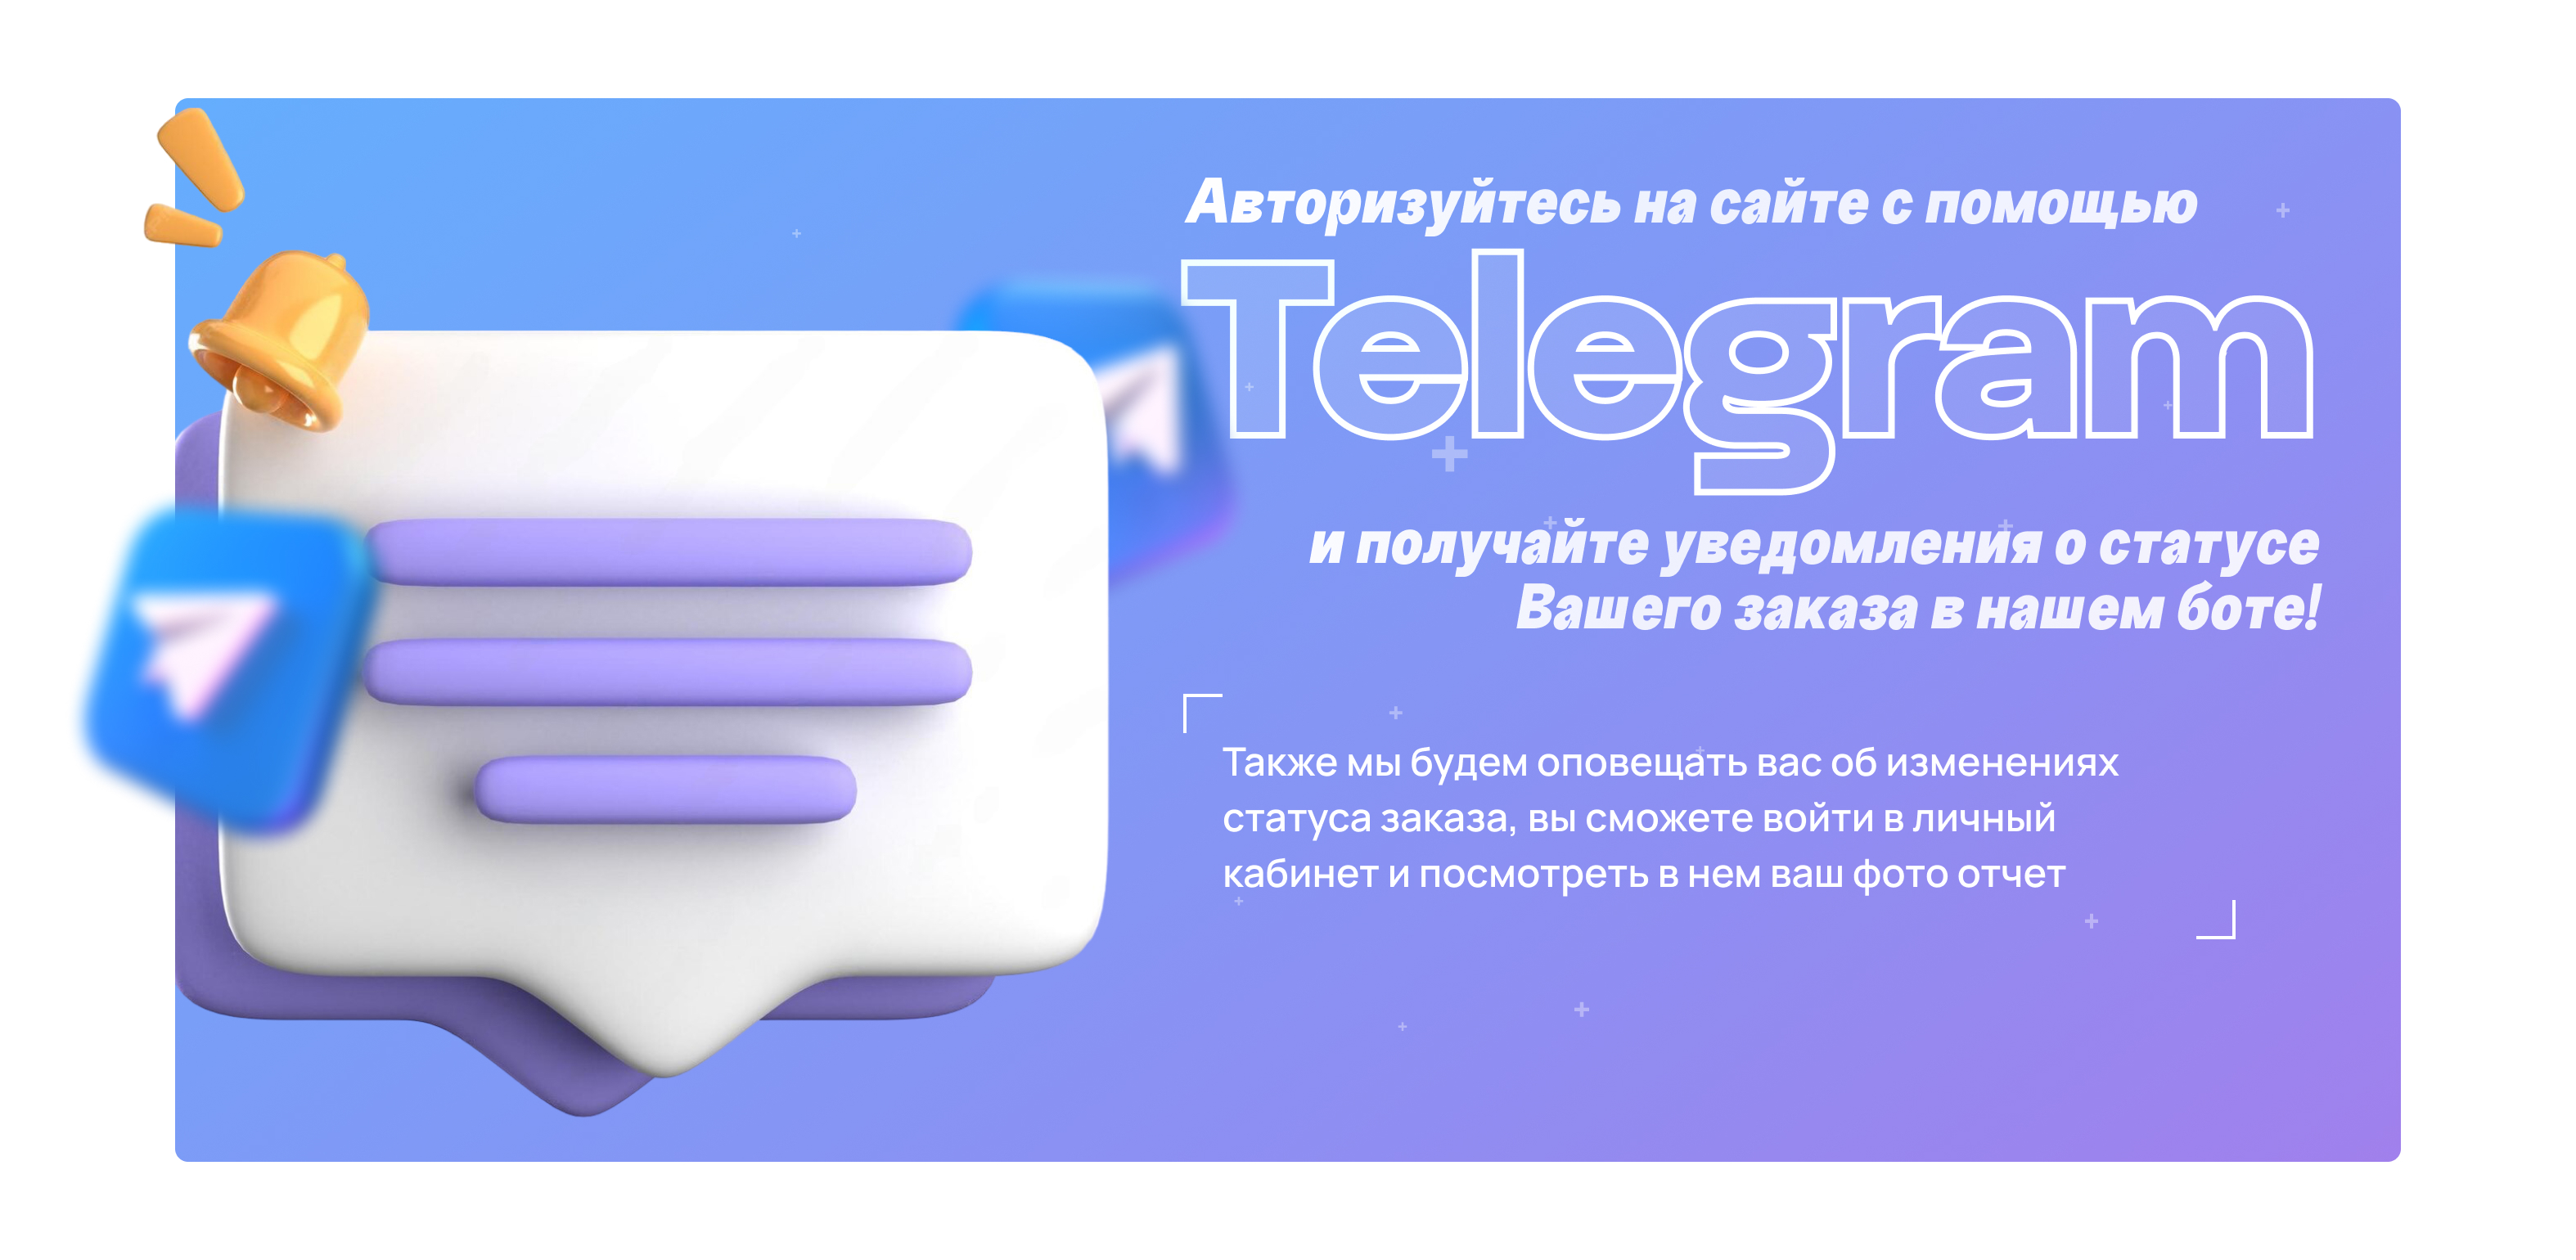 Авторизуйтесь на сайте с помощью
Telegram
и получайте уведомления о статусе
Вашего заказа в нашем боте!
Также мы будем оповещать вас об изменениях
статуса заказа, вы сможете войти в личный
кабинет и посмотреть в нем ваш фото отчет